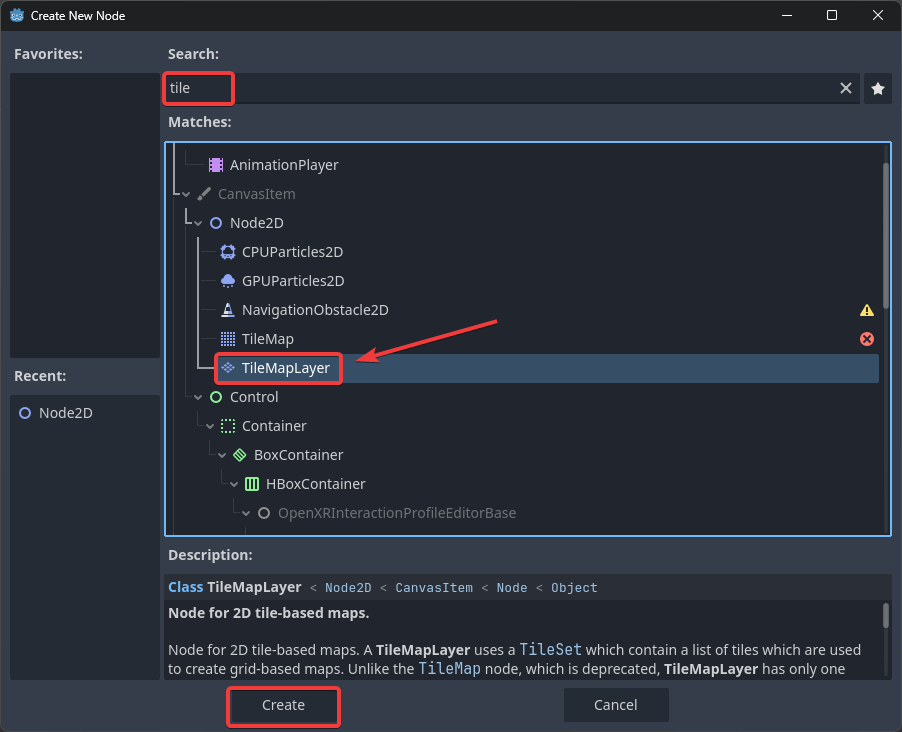 Create New Node
Favorites:
Search:
tile
Matches:
AnimationPlayer
CanvasItem
Node2D
CPUParticles2D
GPUParticles2D
NavigationObstacle2D
TileMap
TileMapLayer
Control
Container
BoxContainer
HBoxContainer
OpenXRInteractionProfileEditorBase
Recent:
Node2D
Description:
Class TileMapLayer < Node2D < CanvasItem < Node < Object
Node for 2D tile-based maps.
Node for 2D tile-based maps. A TileMapLayer uses a TileSet which contain a list of tiles which are used
to create grid-based maps. Unlike the TileMap node, which is deprecated, TileMapLayer has only one
Create
Cancel